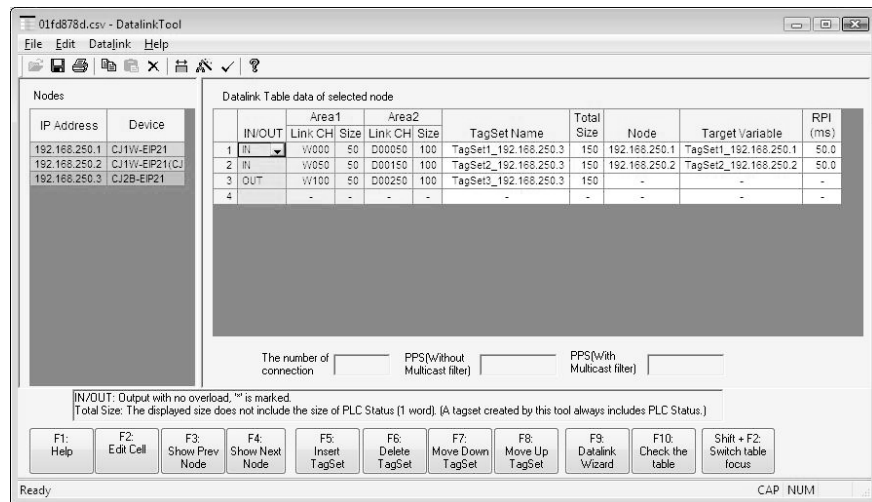 01fd878d.csv - DatalinkTool
File Edit Datalink Help
Nodes
IP Address Device
192.168.250.1 CJ1W-EIP21
192.168.250.2 CJ1W-EIP21(CJ
192.168.250.3 CJ2B-EIP21
Datalink Table data of selected node
Area1 Area2 Total RPI
IN/OUT Link CH Size Link CH Size TagSet Name Size Node Target Variable (ms)
1 IN W000 50 D00050 100 TagSet1_192.168.250.3 150 192.168.250.1 TagSet1_192.168.250.1 50.0
2 IN W050 50 D00150 100 TagSet2_192.168.250.3 150 192.168.250.2 TagSet2_192.168.250.2 50.0
3 OUT W100 50 D00250 100 TagSet3_192.168.250.3 150 - - -
4 - - - - - - - - -
The number of connection
PPS(Without Multicast filter)
PPS(With Multicast filter)
IN/OUT: Output with no overload, '*' is marked.
Total Size: The displayed size does not include the size of PLC Status (1 word). (A tagset created by this tool always includes PLC Status.)
F1: Help
F2: Edit Cell
F3: Show Prev Node
F4: Show Next Node
F5: Insert TagSet
F6: Delete TagSet
F7: Move Down TagSet
F8: Move Up TagSet
F9: Datalink Wizard
F10: Check the table
Shift + F2: Switch table focus
Ready CAP NUM